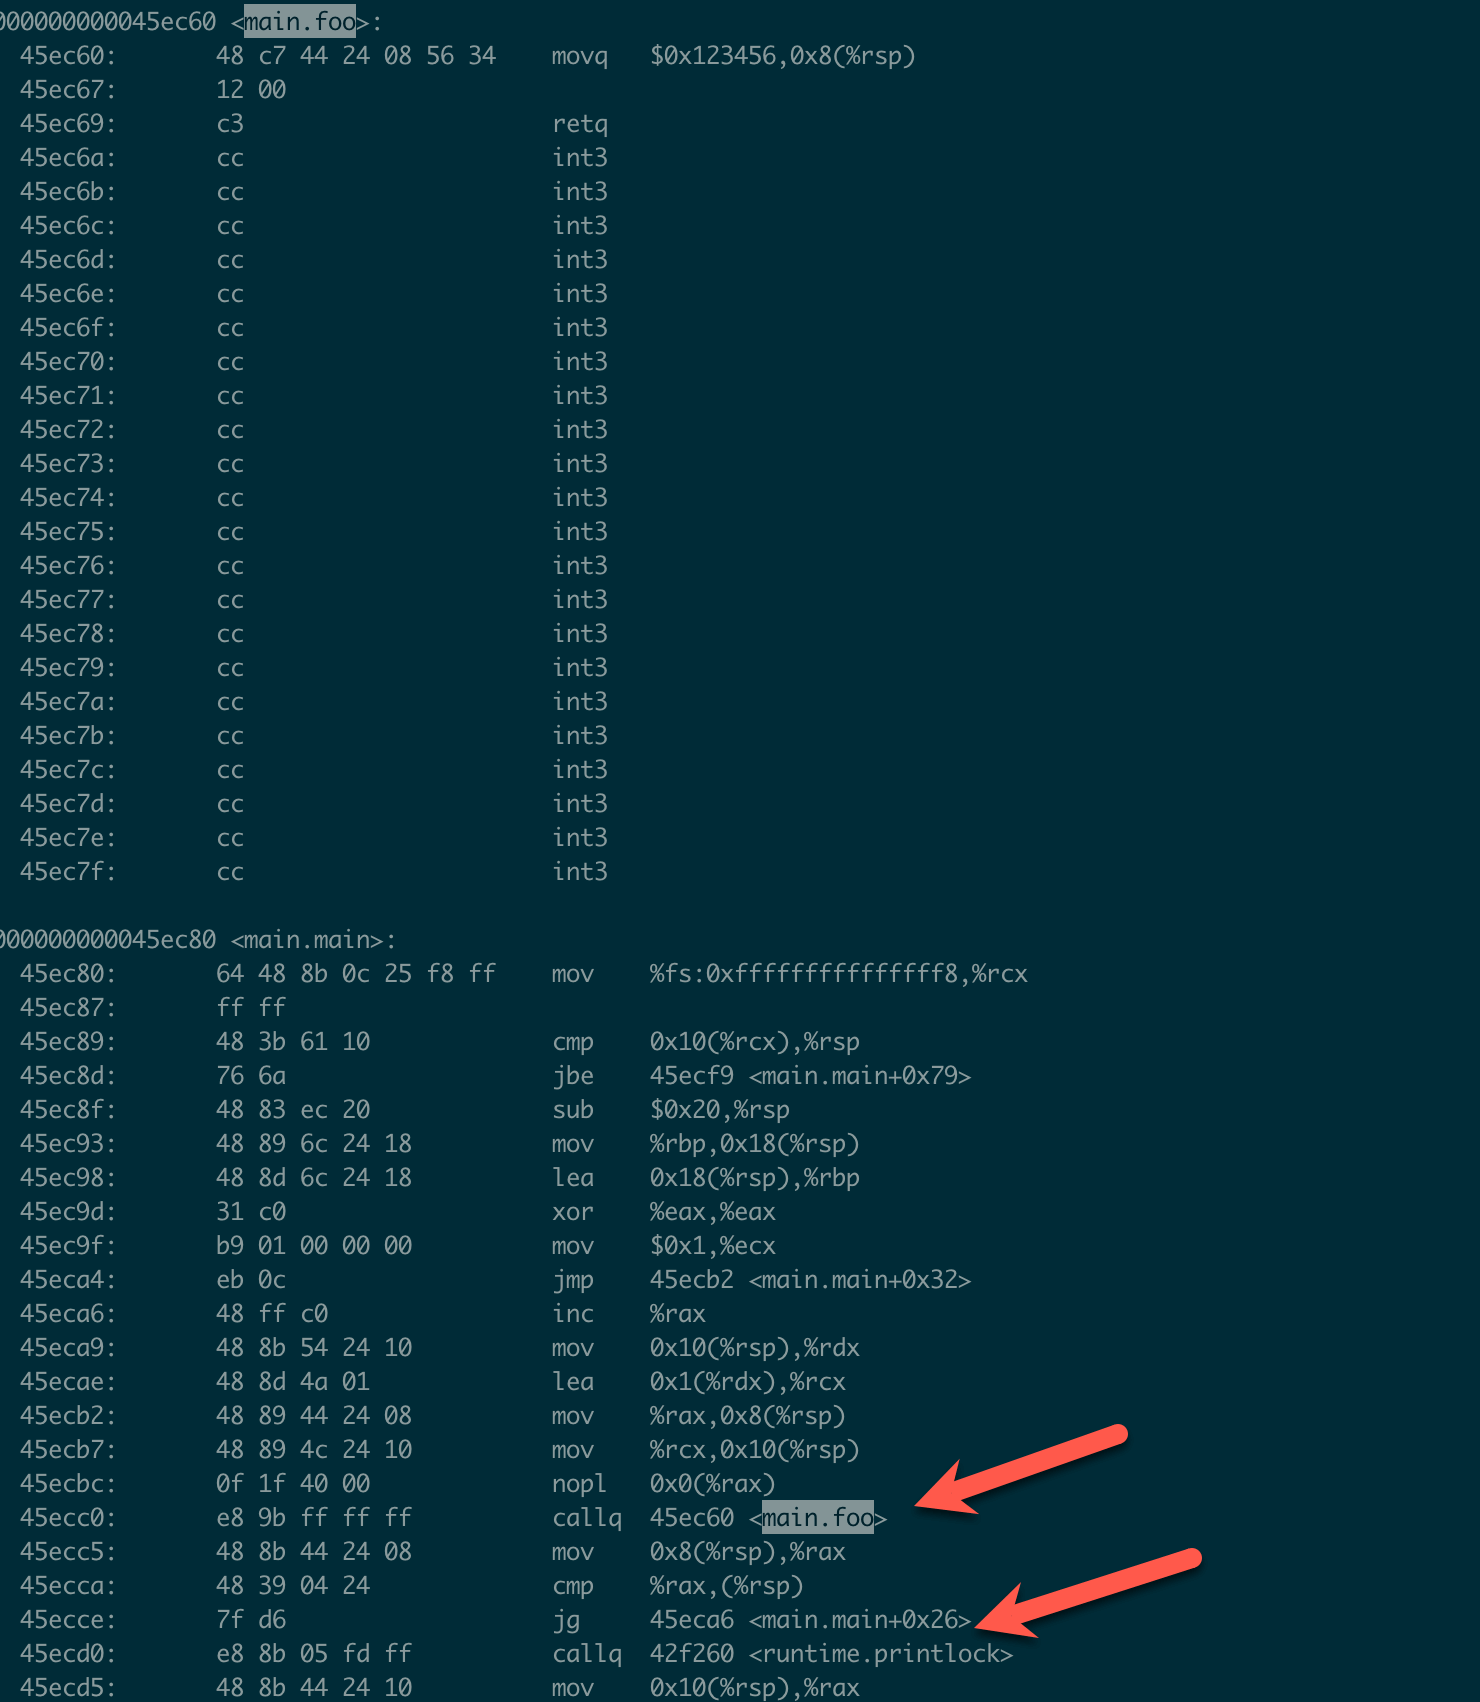 000000000045ec60 <main.foo>:
45ec60: 48 c7 44 24 08 56 34 movq $0x123456,0x8(%rsp)
45ec67: 12 00
45ec69: c3 retq
45ec6a: cc int3
45ec6b: cc int3
45ec6c: cc int3
45ec6d: cc int3
45ec6e: cc int3
45ec6f: cc int3
45ec70: cc int3
45ec71: cc int3
45ec72: cc int3
45ec73: cc int3
45ec74: cc int3
45ec75: cc int3
45ec76: cc int3
45ec77: cc int3
45ec78: cc int3
45ec79: cc int3
45ec7a: cc int3
45ec7b: cc int3
45ec7c: cc int3
45ec7d: cc int3
45ec7e: cc int3
45ec7f: cc int3
000000000045ec80 <main.main>:
45ec80: 64 48 8b 0c 25 f8 ff mov %fs:0xfffffffffffffff8,%rcx
45ec87: ff ff
45ec89: 48 3b 61 10 cmp 0x10(%rcx),%rsp
45ec8d: 76 6a jbe 45ecf9 <main.main+0x79>
45ec8f: 48 83 ec 20 sub $0x20,%rsp
45ec93: 48 89 6c 24 18 mov %rbp,0x18(%rsp)
45ec98: 48 8d 6c 24 18 lea 0x18(%rsp),%rbp
45ec9d: 31 c0 xor %eax,%eax
45ec9f: b9 01 00 00 00 mov $0x1,%ecx
45eca4: eb 0c jmp 45ecb2 <main.main+0x32>
45eca6: 48 ff c0 inc %rax
45eca9: 48 8b 54 24 10 mov 0x10(%rsp),%rdx
45ecae: 48 8d 4a 01 lea 0x1(%rdx),%rcx
45ecb2: 48 89 44 24 08 mov %rax,0x8(%rsp)
45ecb7: 48 89 4c 24 10 mov %rcx,0x10(%rsp)
45ecbc: 0f 1f 40 00 nopl 0x0(%rax)
45ecc0: e8 9b ff ff ff callq 45ec60 <main.foo>
45ecc5: 48 8b 44 24 08 mov 0x8(%rsp),%rax
45ecca: 48 39 04 24 cmp %rax,(%rsp)
45ecce: 7f d6 jg 45eca6 <main.main+0x26>
45ecd0: e8 8b 05 fd ff callq 42f260 <runtime.printlock>
45ecd5: 48 8b 44 24 10 mov 0x10(%rsp),%rax